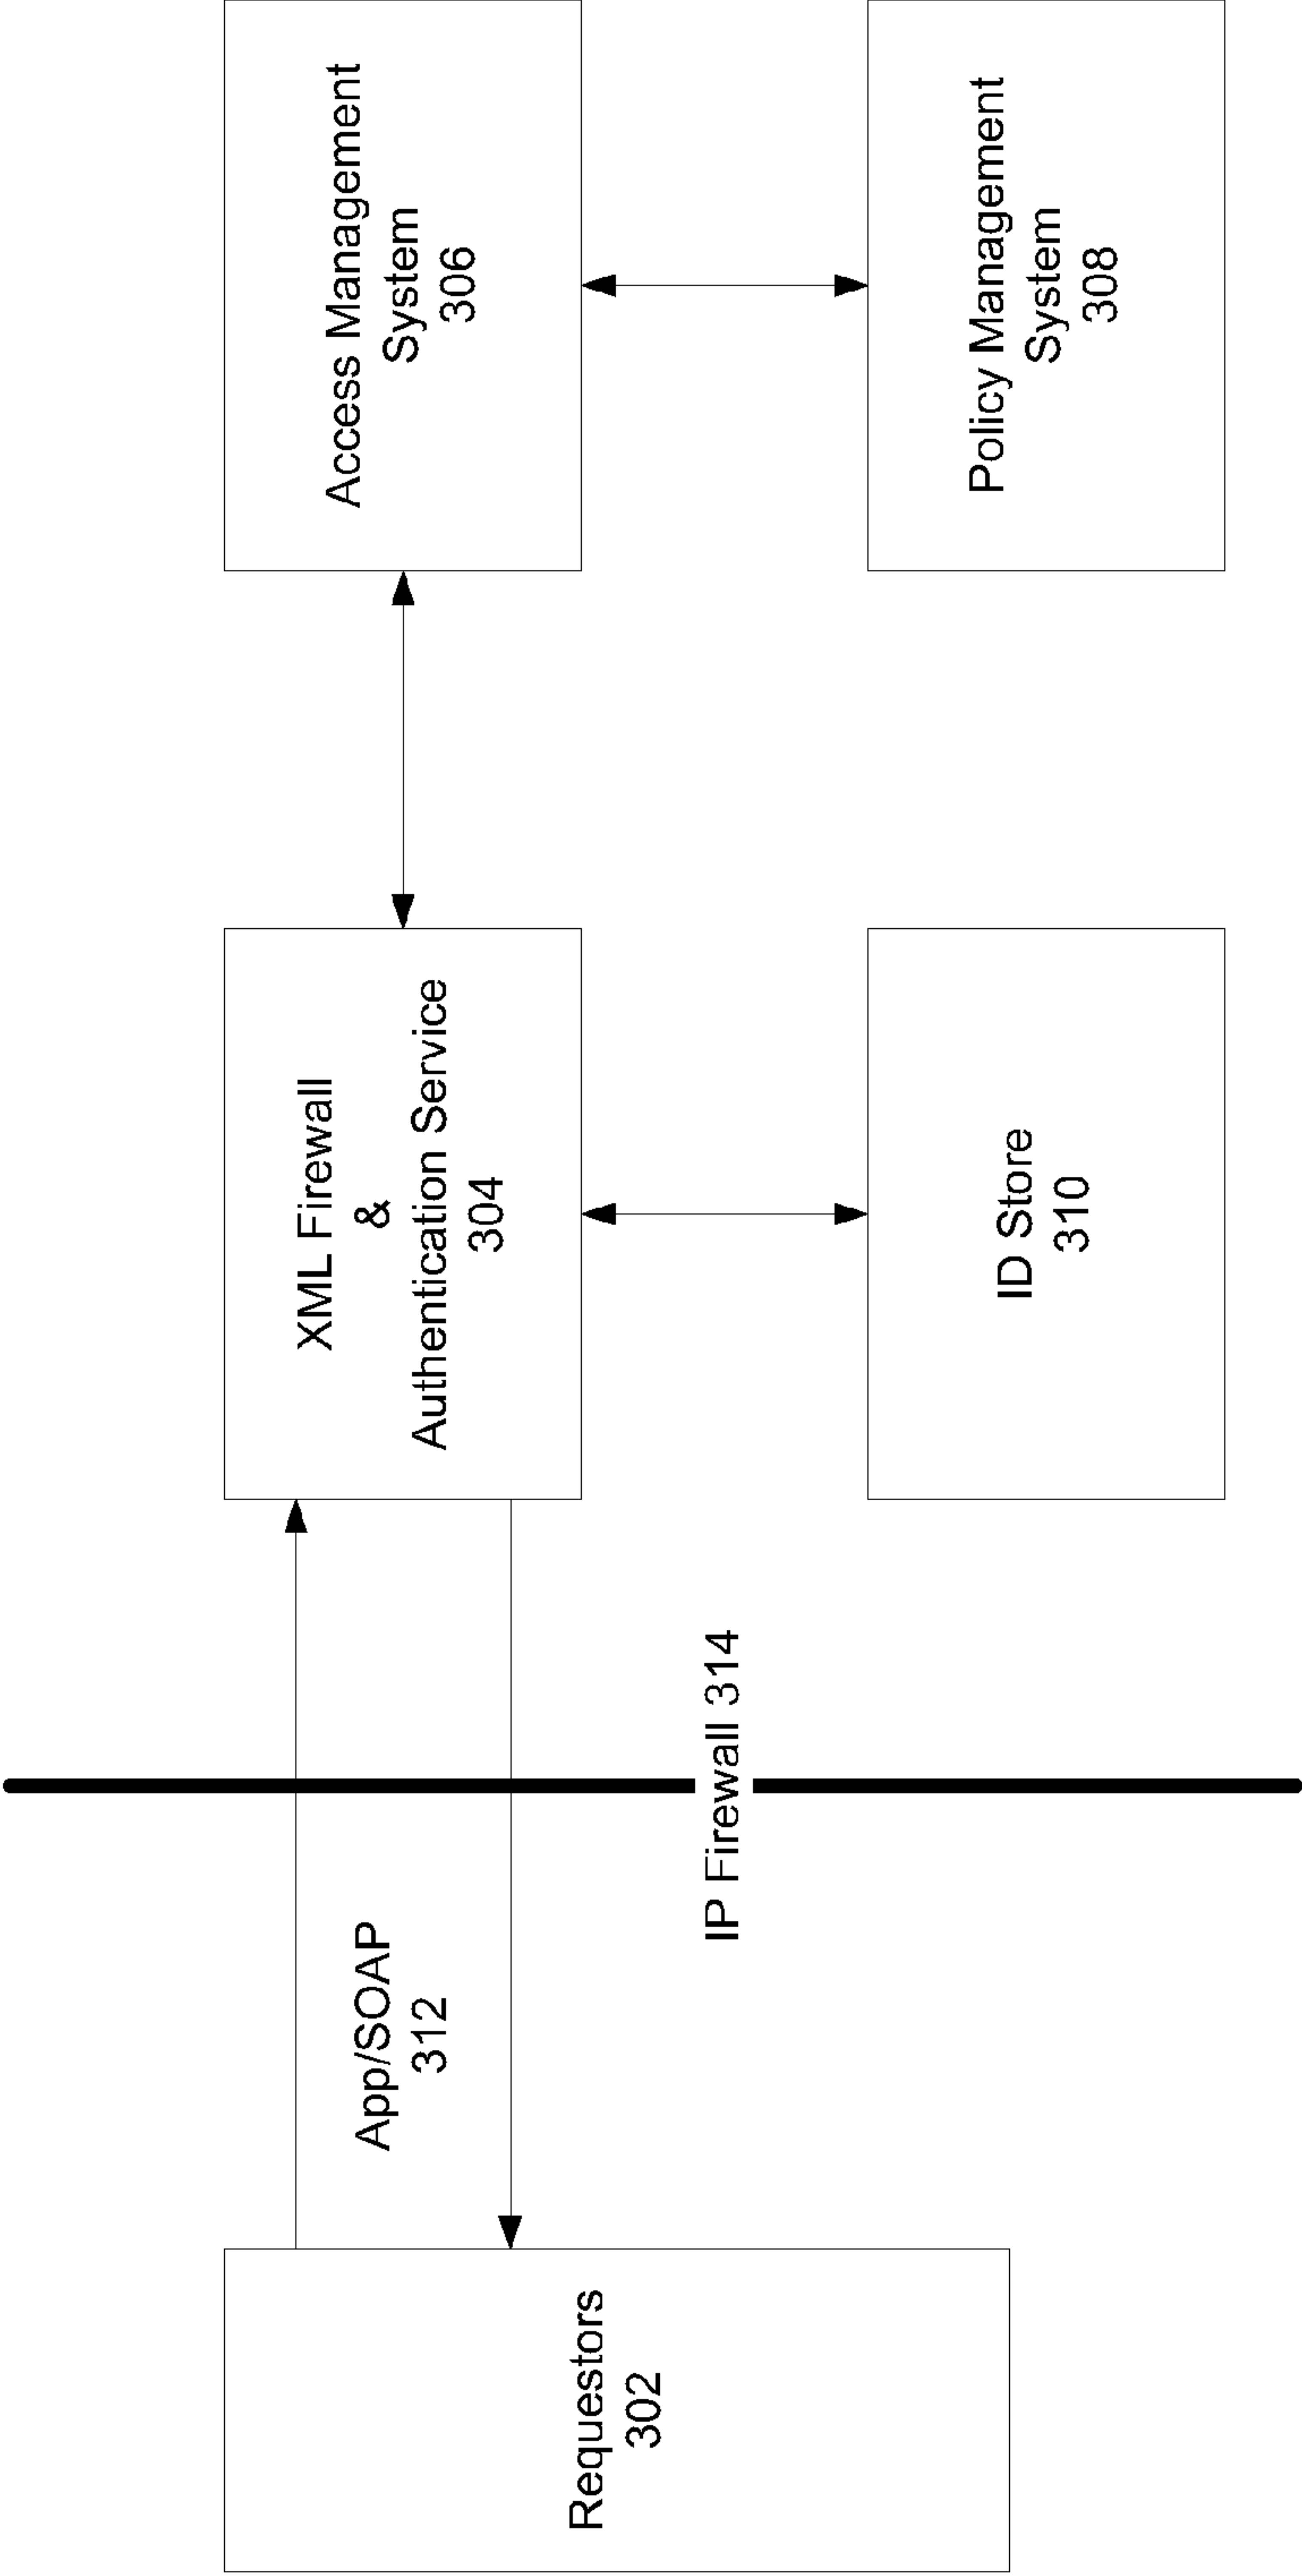 Requestors
302
App/SOAP
312
IP Firewall 314
XML Firewall
&
Authentication Service
304
ID Store
310
Access Management
System
306
Policy Management
System
308